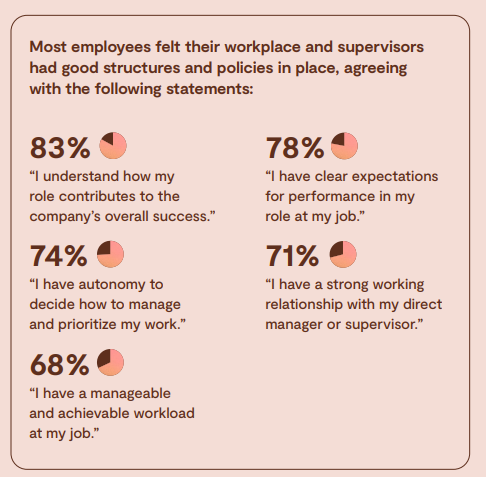 Most employees felt their workplace and supervisors
had good structures and policies in place, agreeing
with the following statements:
83%
“I understand how my
role contributes to the
company’s overall success.”
78%
“I have clear expectations
for performance in my
role at my job.”
74%
“I have autonomy to
decide how to manage
and prioritize my work.”
71%
“I have a strong working
relationship with my direct
manager or supervisor.”
68%
“I have a manageable
and achievable workload
at my job.”